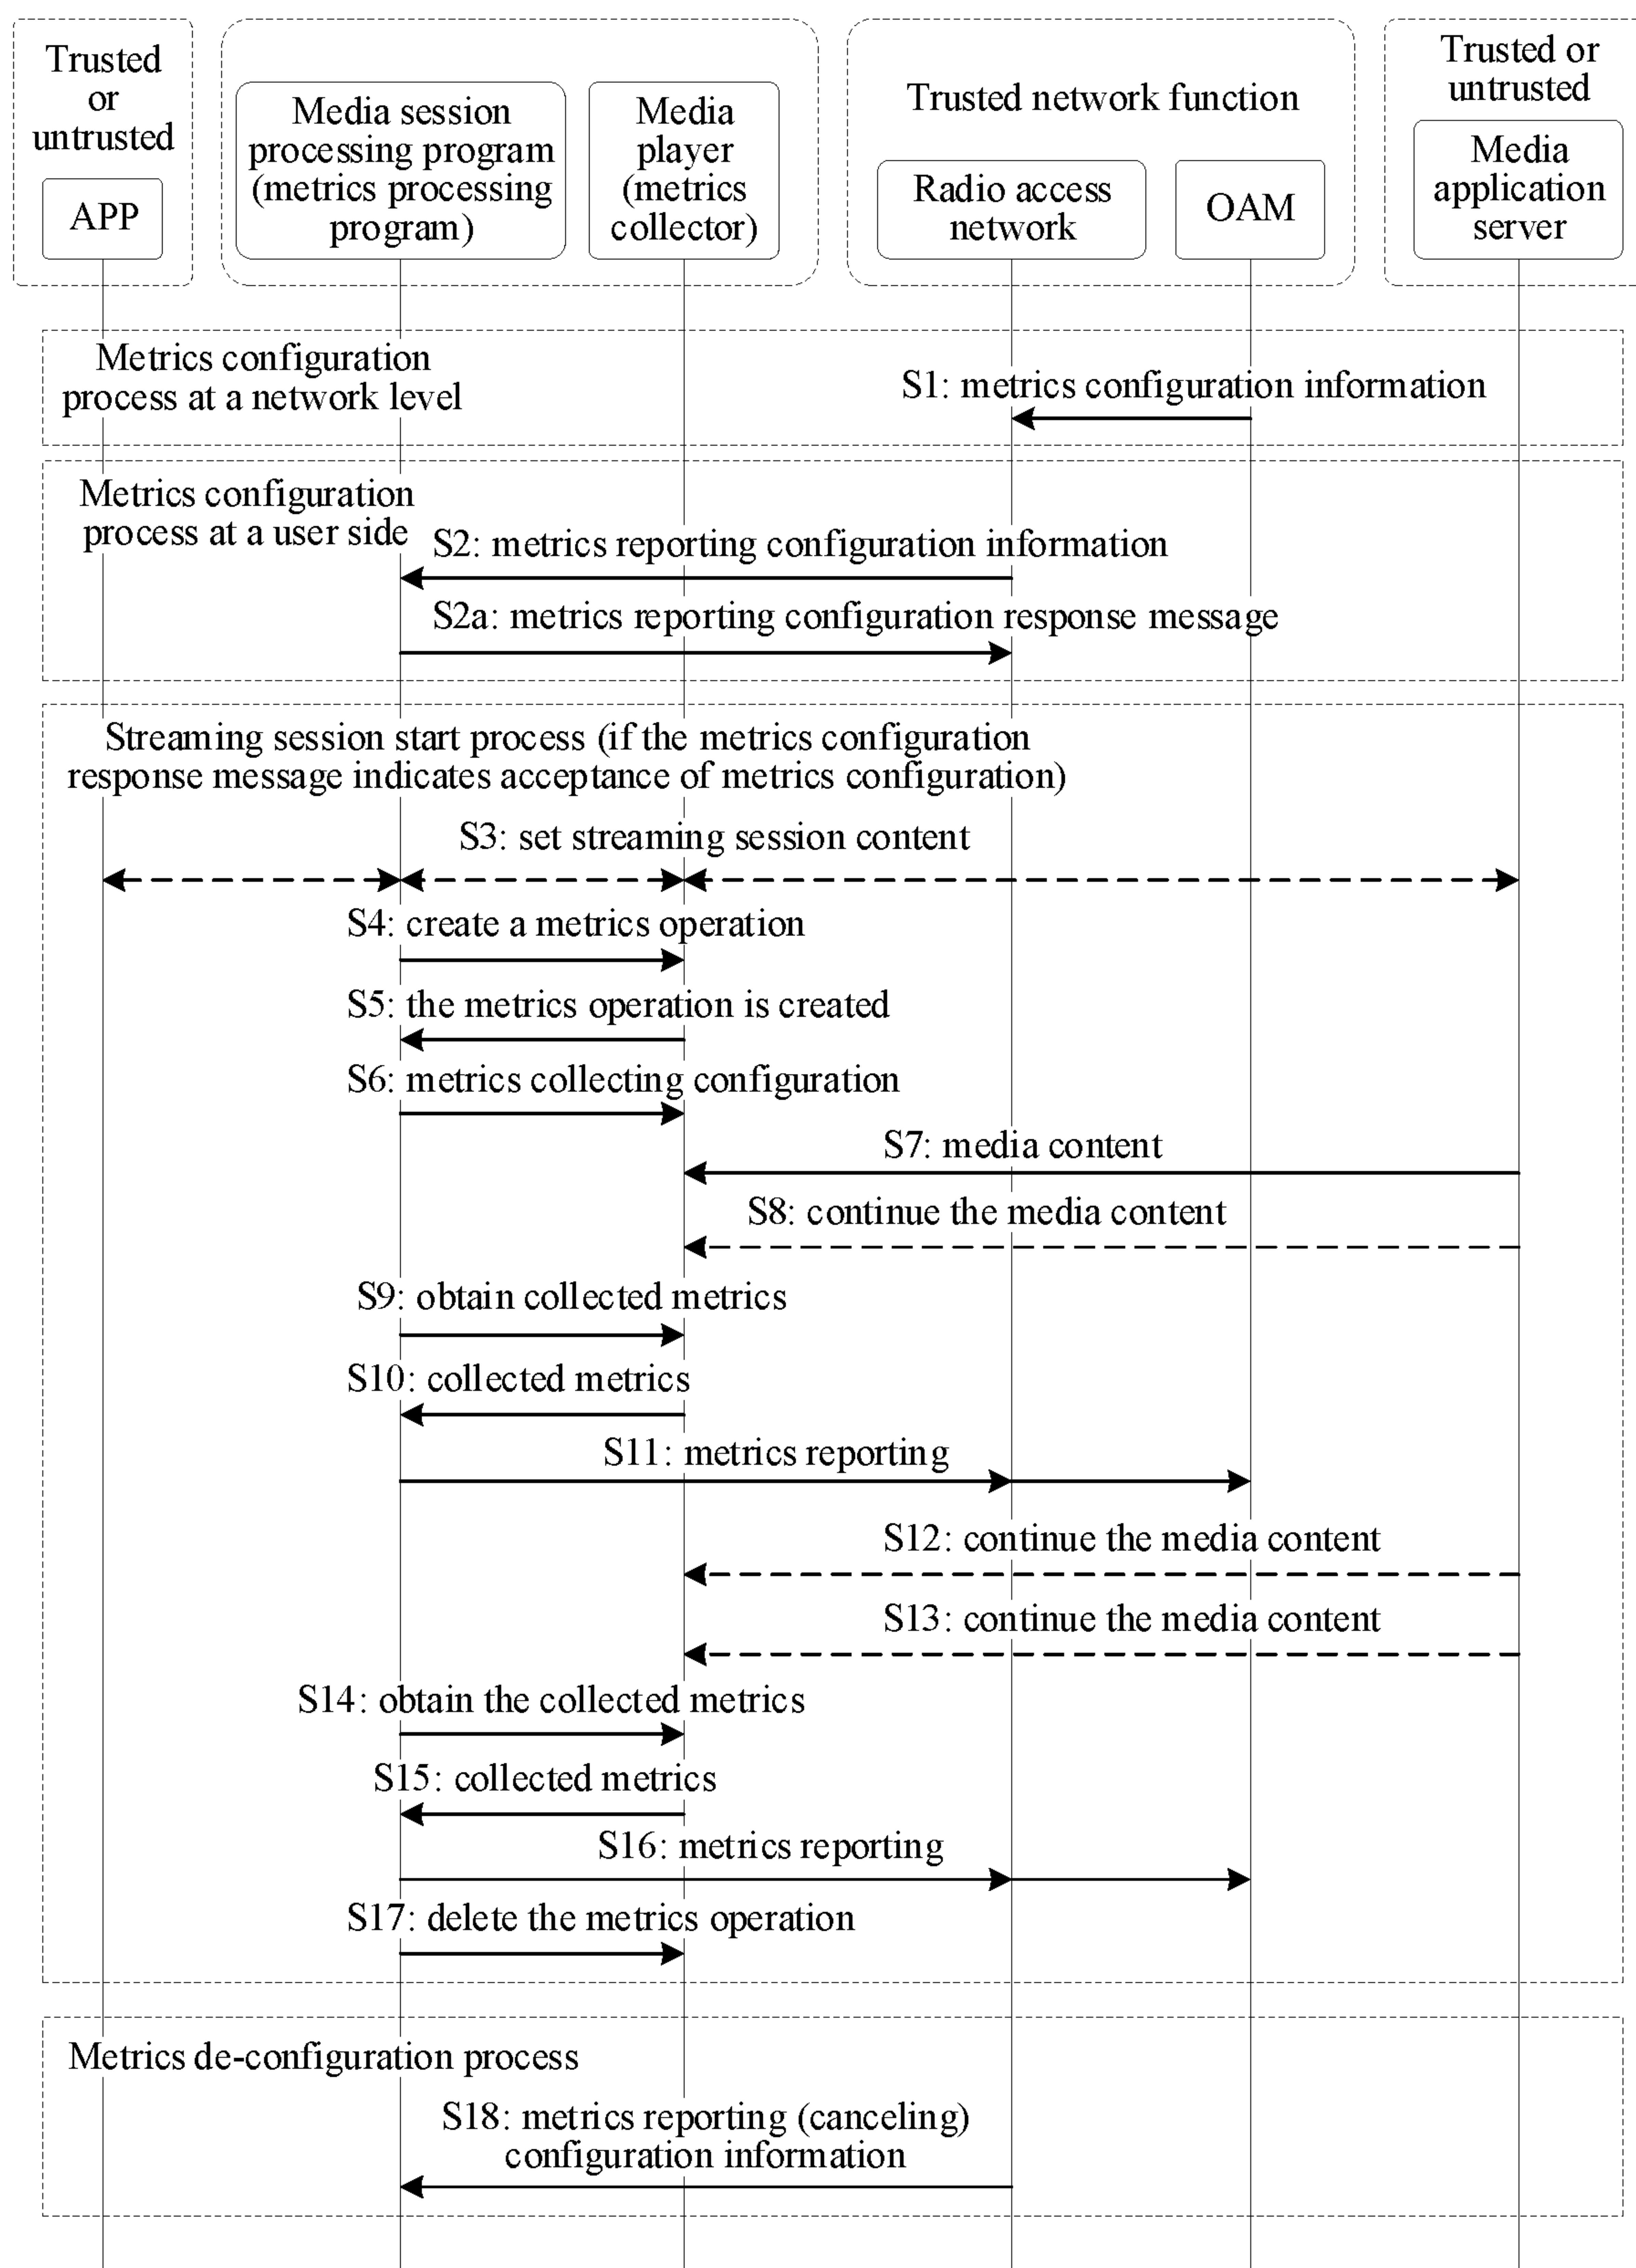 Trusted
or
untrusted
APP
Media session
processing program
(metrics processing
program)
Media
player
(metrics
collector)
Trusted network function
Radio access
network
OAM
Trusted or
untrusted
Media
application
server
Metrics configuration
process at a network level
S1: metrics configuration information
Metrics configuration
process at a user side
S2: metrics reporting configuration information
S2a: metrics reporting configuration response message
Streaming session start process (if the metrics configuration
response message indicates acceptance of metrics configuration)
S3: set streaming session content
S4: create a metrics operation
S5: the metrics operation is created
S6: metrics collecting configuration
S7: media content
S8: continue the media content
S9: obtain collected metrics
S10: collected metrics
S11: metrics reporting
S12: continue the media content
S13: continue the media content
S14: obtain the collected metrics
S15: collected metrics
S16: metrics reporting
S17: delete the metrics operation
Metrics de-configuration process
S18: metrics reporting (canceling)
configuration information